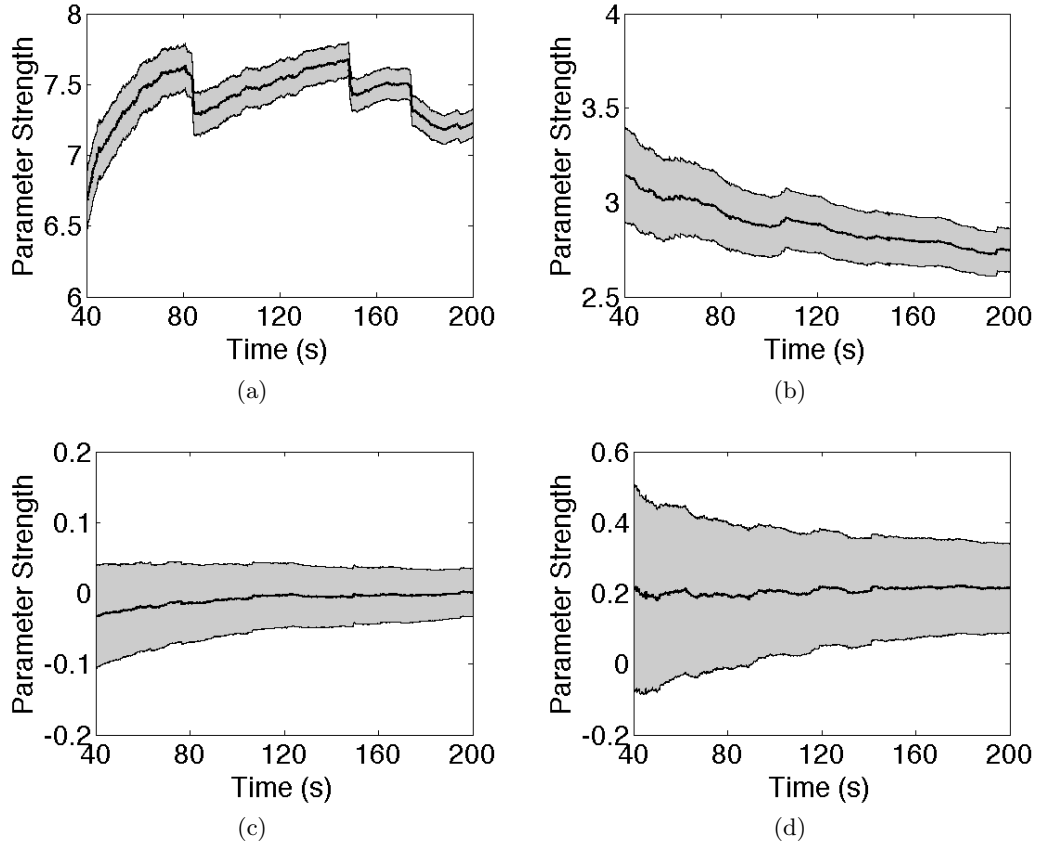 Parameter Strength
8
7.5
7
6.5
6
40 80 120 160 200
Time (s)
(a)
Parameter Strength
4
3.5
3
2.5
40 80 120 160 200
Time (s)
(b)
Parameter Strength
0.2
0.1
0
-0.1
-0.2
40 80 120 160 200
Time (s)
(c)
Parameter Strength
0.6
0.4
0.2
0
-0.2
40 80 120 160 200
Time (s)
(d)